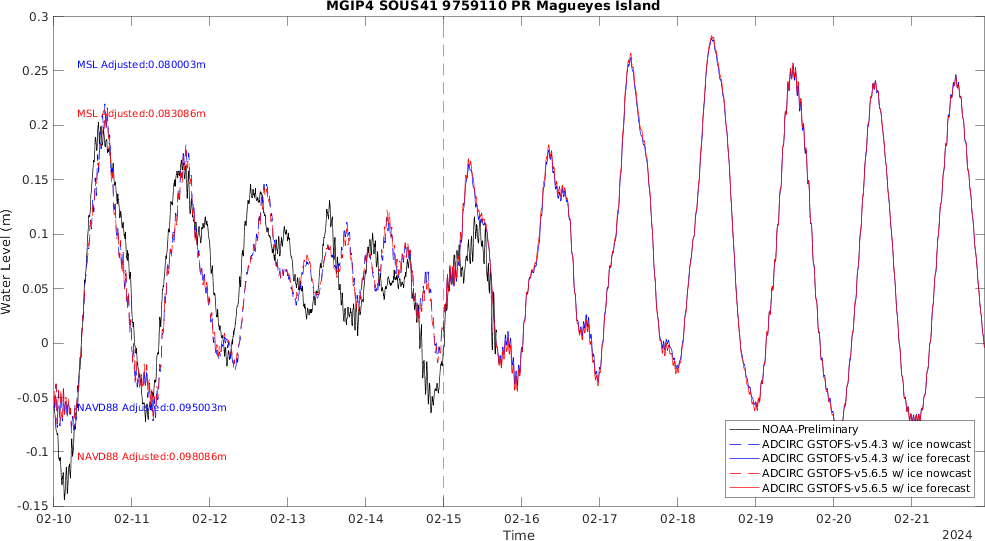 MGIP4 SOUS41 9759110 PR Magueyes Island
0.3
0.25
0.2
0.15
0.1
0.05
0
-0.05
-0.1
-0.15
Water Level (m)
MSL Adjusted:0.080003m
MSL Adjusted:0.083086m
NAVD88 Adjusted:0.095003m
NAVD88 Adjusted:0.098086m
NOAA-Preliminary
ADCIRC GSTOFS-v5.4.3 w/ ice nowcast
ADCIRC GSTOFS-v5.4.3 w/ ice forecast
ADCIRC GSTOFS-v5.6.5 w/ ice nowcast
ADCIRC GSTOFS-v5.6.5 w/ ice forecast
02-10 02-11 02-12 02-13 02-14 02-15 02-16 02-17 02-18 02-19 02-20 02-21
Time
2024